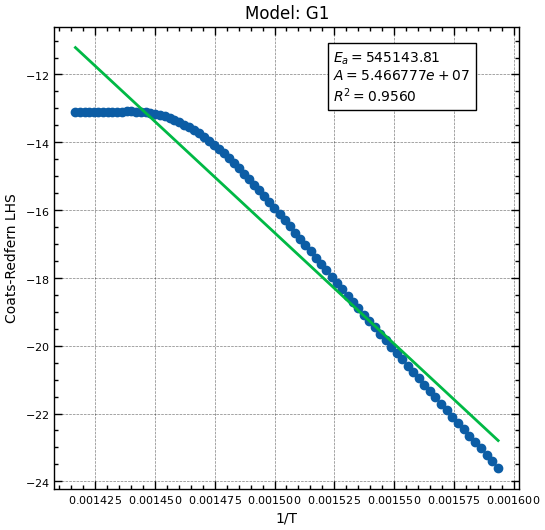 Model: G1
E_a = 545143.81
A = 5.466777e + 07
R^2 = 0.9560
−12
−14
−16
−18
−20
−22
−24
Coats-Redfern LHS
0.001425 0.001450 0.001475 0.001500 0.001525 0.001550 0.001575 0.001600
1/T